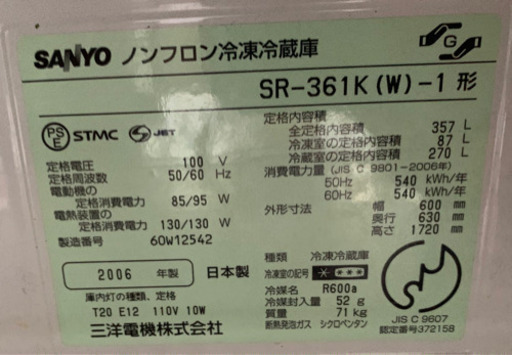 SANYO ノンフロン冷凍冷蔵庫
SR-361K(W)-1 形
G
PS E STMC S JET
定格電圧 100 V
定格周波数 50/60 Hz
電動機の
定格消費電力 85/95 W
電熱装置の
定格消費電力 130/130 W
製造番号 60W12542
2006 年製 日本製
庫内灯の種類、定格
T20 E12 110V 10W
三洋電機株式会社
定格内容積
全定格内容積 357 L
冷凍室の定格内容積 87 L
冷蔵室の定格内容積 270 L
消費電力量(JIS C 9801-2006年)
50Hz 540 kWh/年
60Hz 540 kWh/年
外形寸法 幅 600 mm
奥行 630 mm
高さ 1720 mm
種類 冷凍冷蔵庫
冷凍室の記号 * ***
冷媒名 R600a
冷媒封入量 52 g
質量 71 kg
断熱発泡ガス シクロペンタン
JIS C 9607
認定番号372158